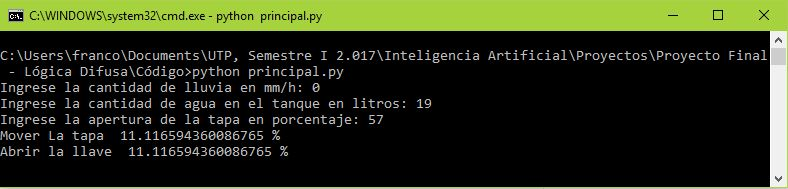 C:\WINDOWS\system32\cmd.exe - python  principal.py
C:\Users\franco\Documents\UTP, Semestre I 2.017\Inteligencia Artificial\Proyectos\Proyecto Final
- Lógica Difusa\Código>python principal.py
Ingrese la cantidad de lluvia en mm/h: 0
Ingrese la cantidad de agua en el tanque en litros: 19
Ingrese la apertura de la tapa en porcentaje: 57
Mover La tapa  11.116594360086765 %
Abrir la llave  11.116594360086765 %